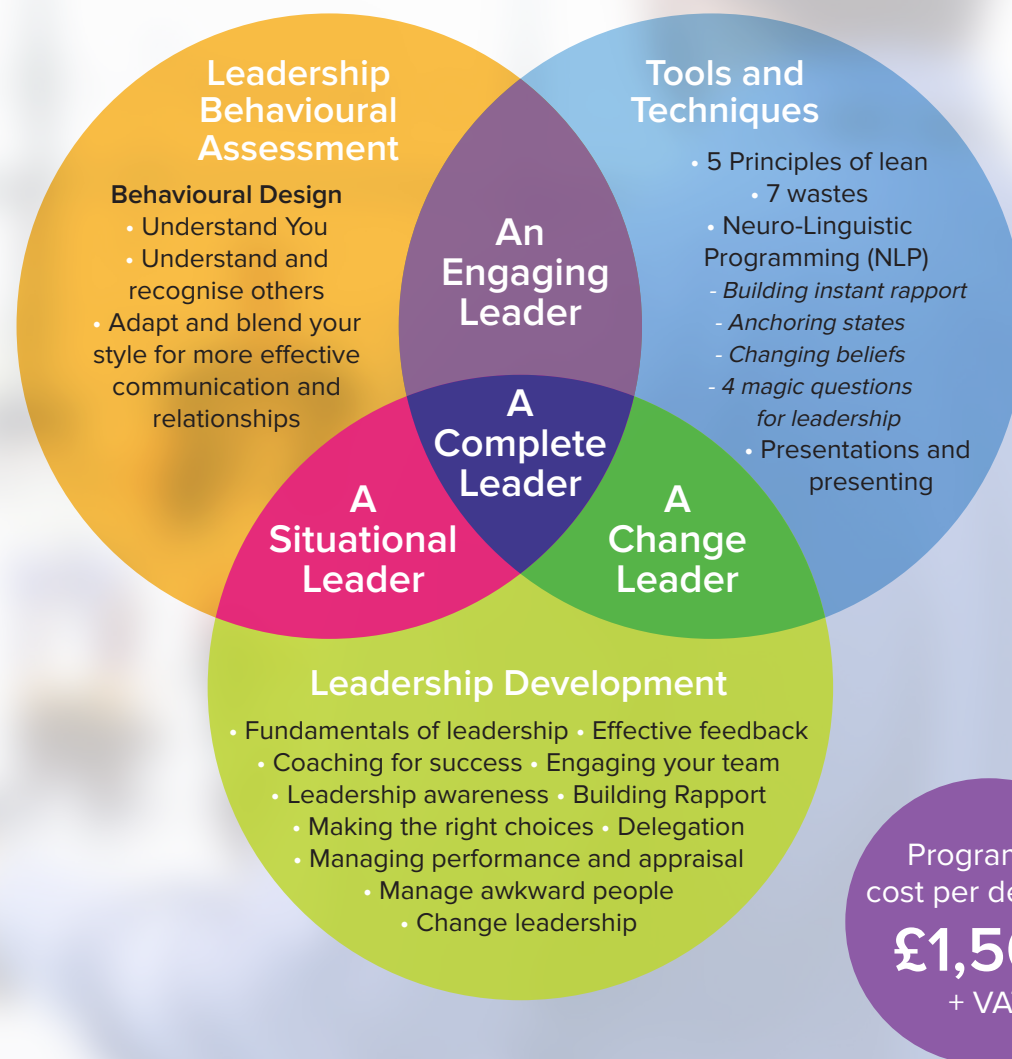 Leadership
Behavioural
Assessment
Behavioural Design
• Understand You
• Understand and
recognise others
• Adapt and blend your
style for more effective
communication and
relationships
An
Engaging
Leader
Tools and
Techniques
• 5 Principles of lean
• 7 wastes
• Neuro-Linguistic
Programming (NLP)
- Building instant rapport
- Anchoring states
- Changing beliefs
- 4 magic questions
for leadership
• Presentations and
presenting
A
Complete
Leader
A
Situational
Leader
A
Change
Leader
Leadership Development
• Fundamentals of leadership • Effective feedback
• Coaching for success • Engaging your team
• Leadership awareness • Building Rapport
• Making the right choices • Delegation
• Managing performance and appraisal
• Manage awkward people
• Change leadership
cost per
+